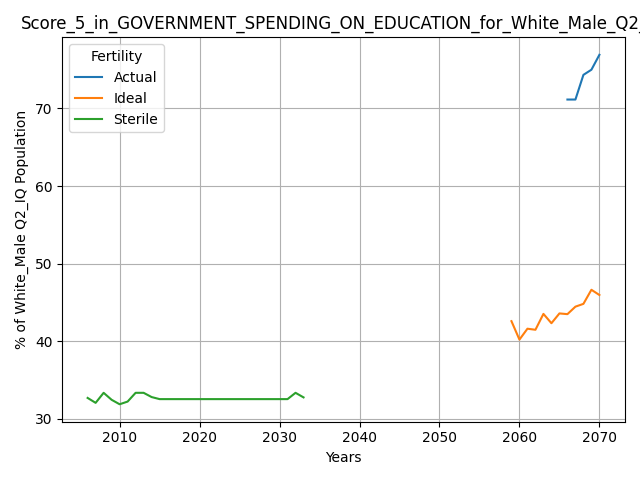 Score_5_in_GOVERNMENT_SPENDING_ON_EDUCATION_for_White_Male_Q2_
Fertility
Actual
Ideal
Sterile
% of White_Male Q2_IQ Population
70
60
50
40
30
2010 2020 2030 2040 2050 2060 2070
Years